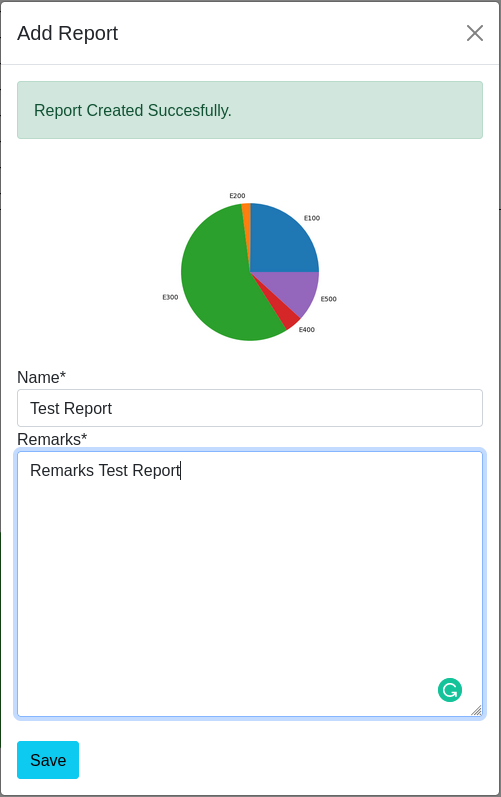 Add Report
Report Created Succesfully.
E200
E100
E300
E500
E400
Name*
Test Report
Remarks*
Remarks Test Report
Save